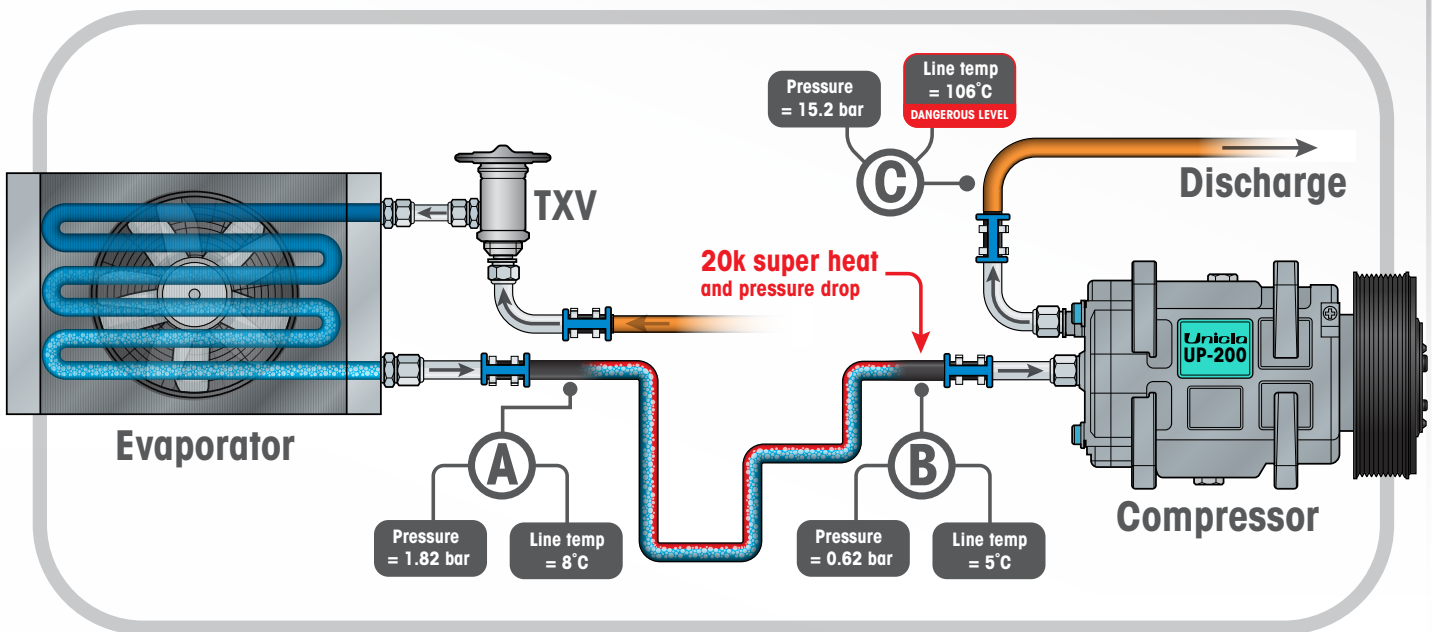 Pressure
= 15.2 bar
Line temp
= 106°C
DANGEROUS LEVEL
C
Discharge
TXV
20k super heat
and pressure drop
Unicla
UP-200
Evaporator
A
B
Compressor
Pressure
= 1.82 bar
Line temp
= 8°C
Pressure
= 0.62 bar
Line temp
= 5°C